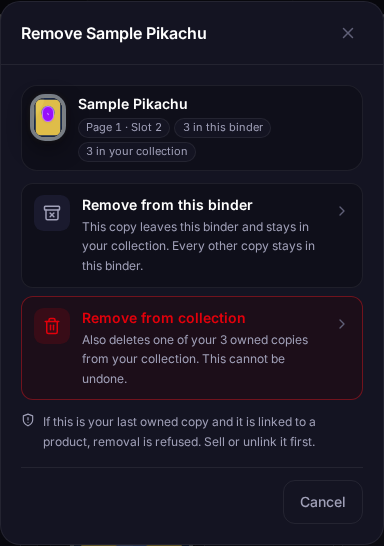 Remove Sample Pikachu
Sample Pikachu
Page 1 · Slot 2
3 in this binder
3 in your collection
Remove from this binder
This copy leaves this binder and stays in
your collection. Every other copy stays in
this binder.
Remove from collection
Also deletes one of your 3 owned copies
from your collection. This cannot be
undone.
If this is your last owned copy and it is linked to a
product, removal is refused. Sell or unlink it first.
Cancel